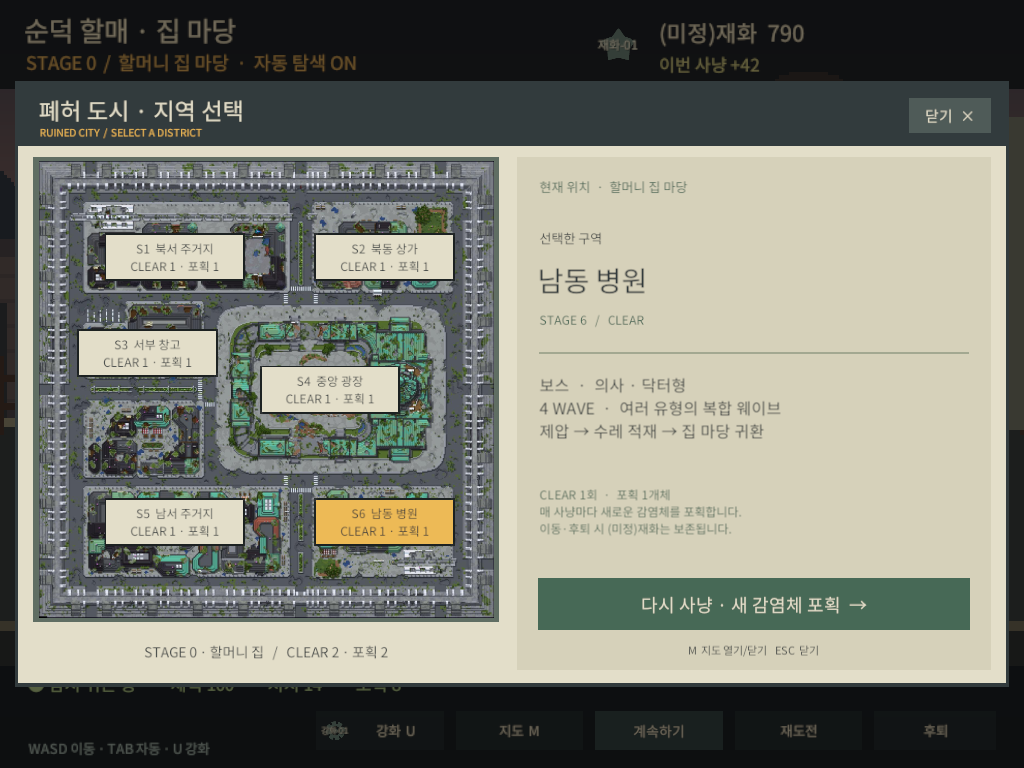 순덕 할매 · 집 마당
STAGE 0 / 할머니 집 마당 · 자동 탐색 ON
재화-01
(미정)재화 790
이번 사냥 +42
폐허 도시 · 지역 선택
RUINED CITY / SELECT A DISTRICT
닫기 ×
S1 북서 주거지
CLEAR 1 · 포획 1
S2 북동 상가
CLEAR 1 · 포획 1
S3 서부 창고
CLEAR 1 · 포획 1
S4 중앙 광장
CLEAR 1 · 포획 1
S5 남서 주거지
CLEAR 1 · 포획 1
S6 남동 병원
CLEAR 1 · 포획 1
STAGE 0 · 할머니 집 / CLEAR 2 · 포획 2
현재 위치 · 할머니 집 마당
선택한 구역
남동 병원
STAGE 6 / CLEAR
보스 · 의사 · 닥터형
4 WAVE · 여러 유형의 복합 웨이브
제압 → 수레 적재 → 집 마당 귀환
CLEAR 1회 · 포획 1개체
매 사냥마다 새로운 감염체를 포획합니다.
이동·후퇴 시 (미정)재화는 보존됩니다.
다시 사냥 · 새 감염체 포획 →
M 지도 열기/닫기 ESC 닫기
강화 U
지도 M
계속하기
재도전
후퇴
WASD 이동 · TAB 자동 · U 강화